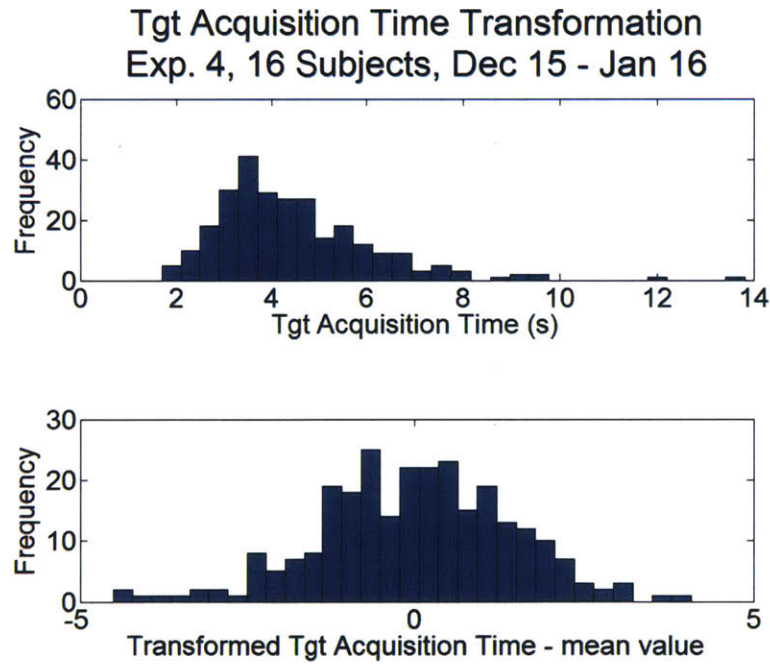 Tgt Acquisition Time Transformation
Exp. 4, 16 Subjects, Dec 15 - Jan 16
60
40
20
0
Frequency
0 2 4 6 8 10 12 14
Tgt Acquisition Time (s)
30
20
10
0
Frequency
-5 0 5
Transformed Tgt Acquisition Time - mean value